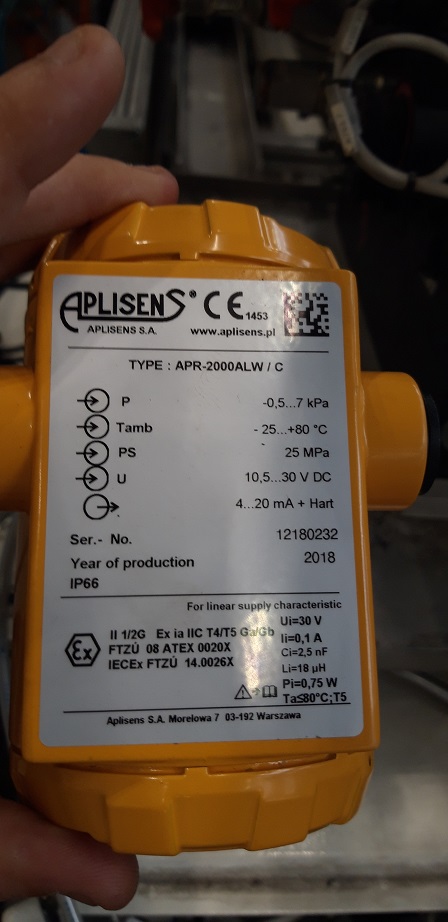 APLISENS® CE 1453
APLISENS S.A. www.aplisens.pl
TYPE : APR-2000ALW / C
P -0,5...7 kPa
Tamb - 25...+80 °C
PS 25 MPa
U 10,5...30 V DC
4...20 mA + Hart
Ser.- No. 12180232
Year of production 2018
IP66
For linear supply characteristic
Ui=30 V
II 1/2G Ex ia IIC T4/T5 Ga/Gb Ii=0,1 A
FTZÚ 08 ATEX 0020X Ci=2,5 nF
IECEx FTZÚ 14.0026X Li=18 µH
Pi=0,75 W
Ta≤80°C;T5
Aplisens S.A. Morelowa 7 03-192 Warszawa